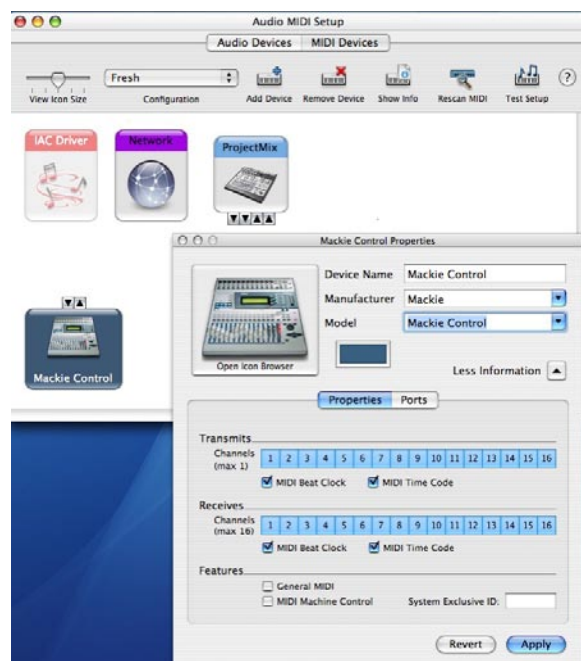 Audio MIDI Setup
Audio Devices MIDI Devices
Fresh
?
View Icon Size Configuration Add Device Remove Device Show Info Rescan MIDI Test Setup
IAC Driver Network ProjectMix
Mackie Control Properties
Device Name Mackie Control
Manufacturer Mackie
Model Mackie Control
Open Icon Browser
Less Information
Mackie Control
Properties Ports
Transmits
Channels 1 2 3 4 5 6 7 8 9 10 11 12 13 14 15 16
(max 1)
MIDI Beat Clock MIDI Time Code
Receives
Channels 1 2 3 4 5 6 7 8 9 10 11 12 13 14 15 16
(max 16)
MIDI Beat Clock MIDI Time Code
Features
General MIDI
MIDI Machine Control System Exclusive ID:
Revert Apply